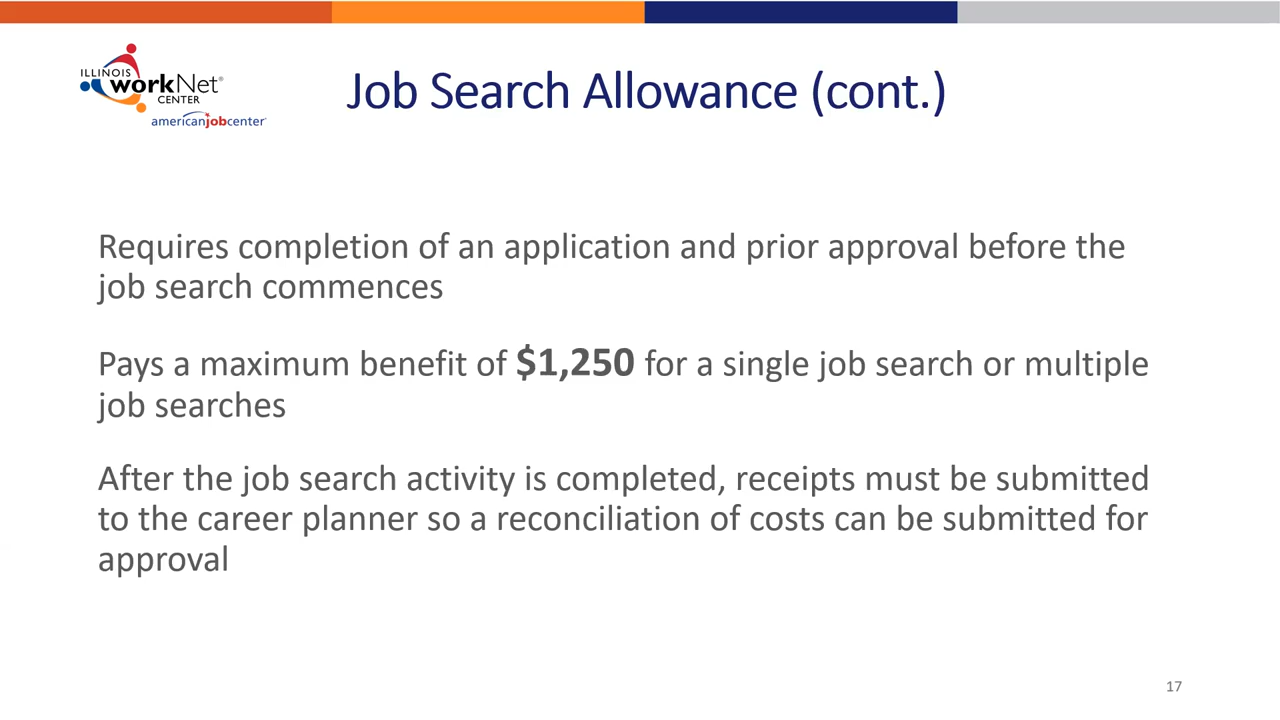 ILLINOIS
workNet®
CENTER
americanjobcenter
Job Search Allowance (cont.)
Requires completion of an application and prior approval before the
job search commences
Pays a maximum benefit of $1,250 for a single job search or multiple
job searches
After the job search activity is completed, receipts must be submitted
to the career planner so a reconciliation of costs can be submitted for
approval
17